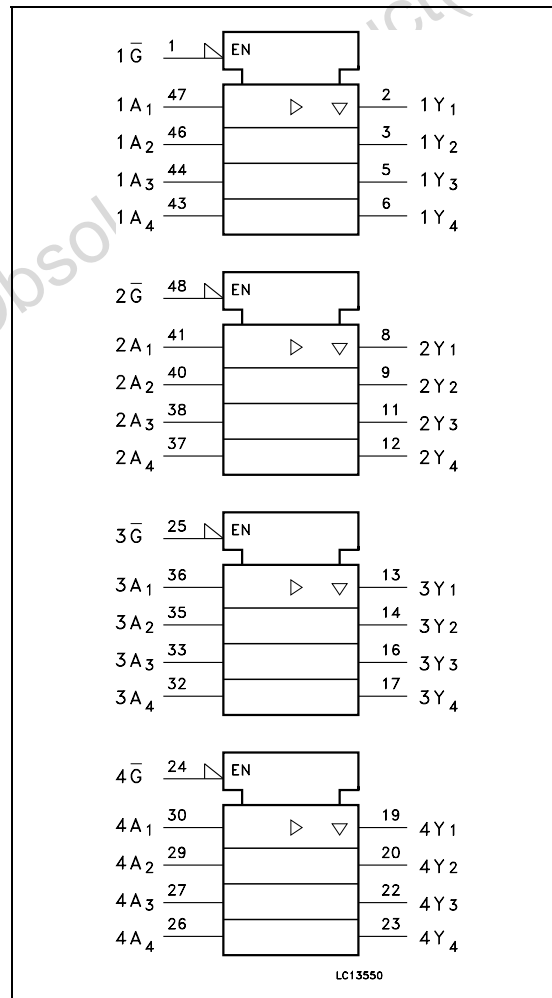 1G̅ 1 EN
1A₁ 47 2 1Y₁
1A₂ 46 3 1Y₂
1A₃ 44 5 1Y₃
1A₄ 43 6 1Y₄
2G̅ 48 EN
2A₁ 41 8 2Y₁
2A₂ 40 9 2Y₂
2A₃ 38 11 2Y₃
2A₄ 37 12 2Y₄
3G̅ 25 EN
3A₁ 36 13 3Y₁
3A₂ 35 14 3Y₂
3A₃ 33 16 3Y₃
3A₄ 32 17 3Y₄
4G̅ 24 EN
4A₁ 30 19 4Y₁
4A₂ 29 20 4Y₂
4A₃ 27 22 4Y₃
4A₄ 26 23 4Y₄
LC13550